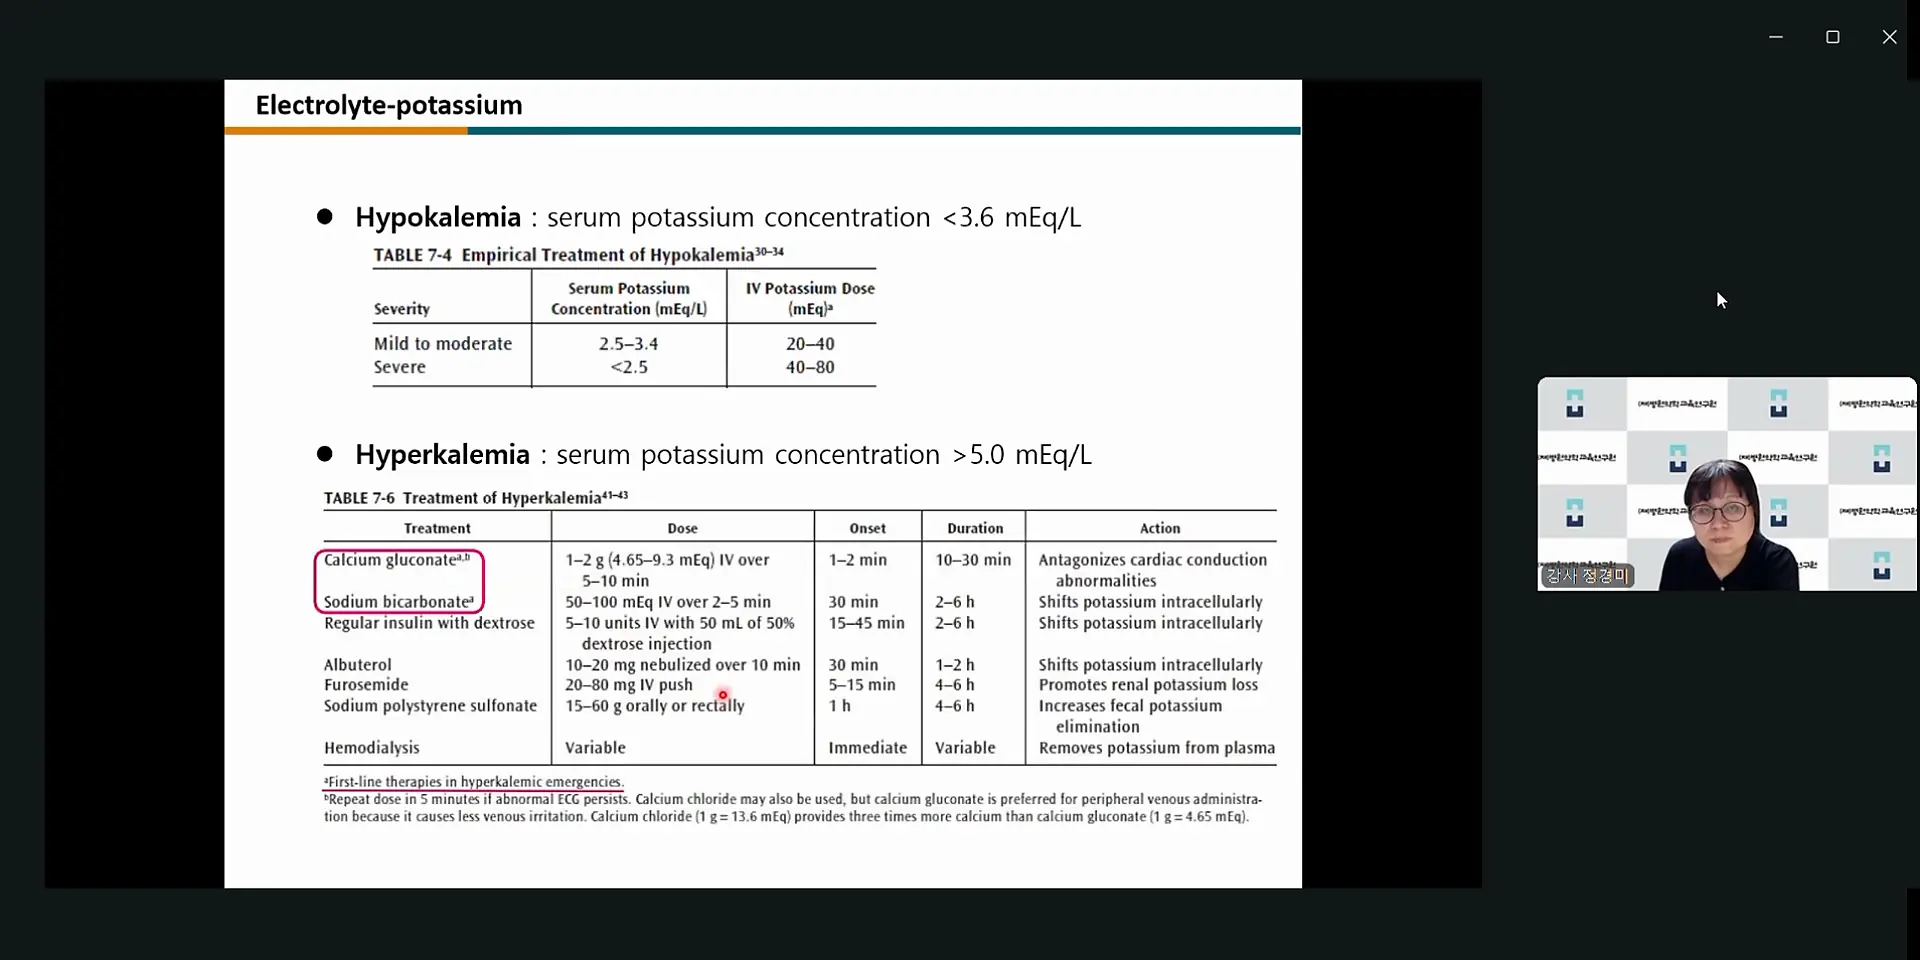 Electrolyte-potassium
● Hypokalemia : serum potassium concentration <3.6 mEq/L
TABLE 7-4 Empirical Treatment of Hypokalemia³⁰⁻³⁴
Severity Serum Potassium Concentration (mEq/L) IV Potassium Dose (mEq)ᵃ
Mild to moderate 2.5–3.4 20–40
Severe <2.5 40–80
● Hyperkalemia : serum potassium concentration >5.0 mEq/L
TABLE 7-6 Treatment of Hyperkalemia⁴¹⁻⁴³
Treatment Dose Onset Duration Action
Calcium gluconateᵃ,ᵇ 1–2 g (4.65–9.3 mEq) IV over 5–10 min 1–2 min 10–30 min Antagonizes cardiac conduction abnormalities
Sodium bicarbonateᵃ 50–100 mEq IV over 2–5 min 30 min 2–6 h Shifts potassium intracellularly
Regular insulin with dextrose 5–10 units IV with 50 mL of 50% dextrose injection 15–45 min 2–6 h Shifts potassium intracellularly
Albuterol 10–20 mg nebulized over 10 min 30 min 1–2 h Shifts potassium intracellularly
Furosemide 20–80 mg IV push 5–15 min 4–6 h Promotes renal potassium loss
Sodium polystyrene sulfonate 15–60 g orally or rectally 1 h 4–6 h Increases fecal potassium elimination
Hemodialysis Variable Immediate Variable Removes potassium from plasma
ᵃFirst-line therapies in hyperkalemic emergencies.
ᵇRepeat dose in 5 minutes if abnormal ECG persists. Calcium chloride may also be used, but calcium gluconate is preferred for peripheral venous administra-
tion because it causes less venous irritation. Calcium chloride (1 g = 13.6 mEq) provides three times more calcium than calcium gluconate (1 g = 4.65 mEq).
(재)병원약학교육연구원
강사 정경미